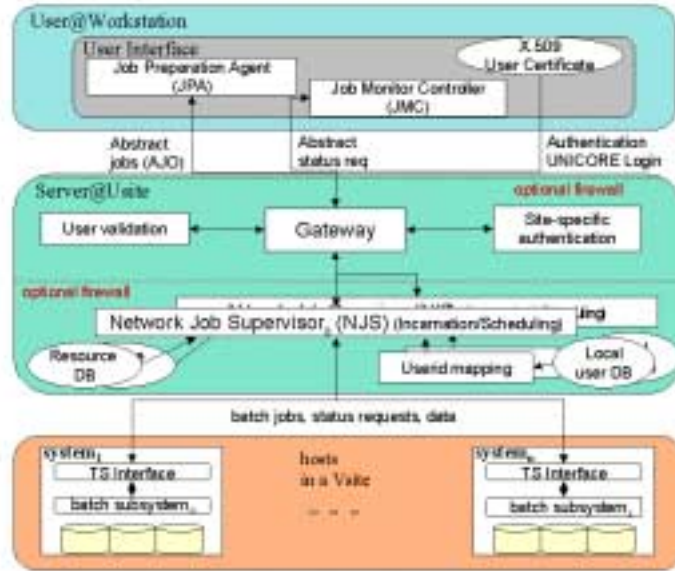 User@Workstation
User Interface
X.509
User Certificate
Job Preparation Agent
(JPA)
Job Monitor Controller
(JMC)
Abstract
jobs (AJO)
Abstract
status req
Authentication
UNICORE Login
Server@Usite
optional firewall
User validation
Gateway
Site-specific
authentication
optional firewall
Network Job Supervisor (NJS) (Incarnation/Scheduling)
Resource
DB
Userid mapping
Local
user DB
batch jobs, status requests, data
system1
hosts
in a Vsite
systemn
TS Interface
TS Interface
batch subsystem
batch subsystem